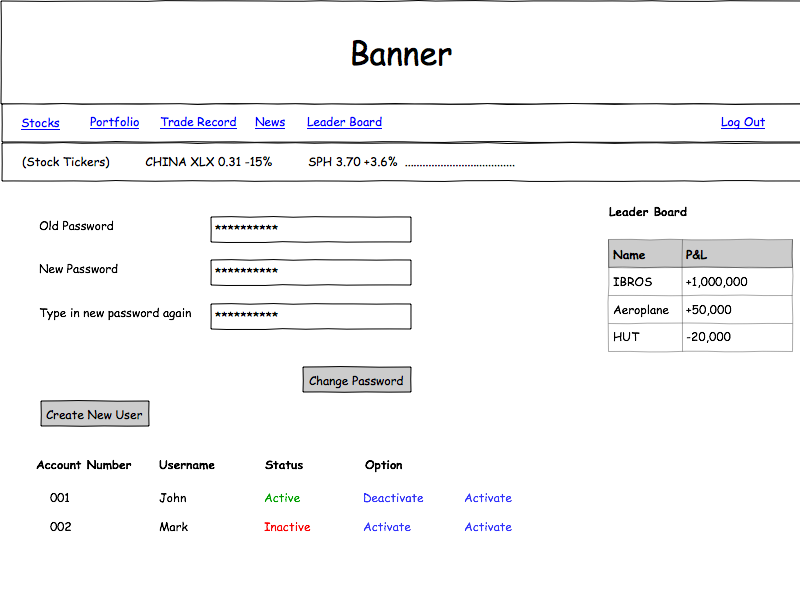 Banner
Stocks Portfolio Trade Record News Leader Board Log Out
(Stock Tickers) CHINA XLX 0.31 -15% SPH 3.70 +3.6% ......................................
Old Password **********
New Password **********
Type in new password again **********
Change Password
Create New User
Leader Board
Name P&L
IBROS +1,000,000
Aeroplane +50,000
HUT -20,000
Account Number Username Status Option
001 John Active Deactivate Activate
002 Mark Inactive Activate Activate